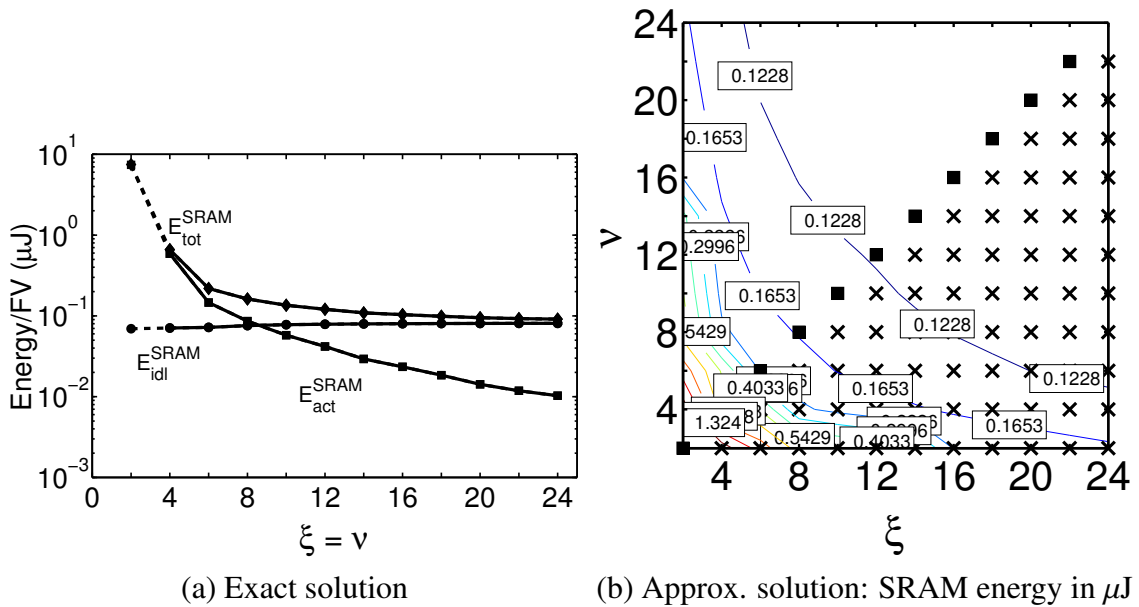 Energy/FV (μJ)
10^1
10^0
10^-1
10^-2
10^-3
E_tot^SRAM
E_idl^SRAM
E_act^SRAM
0 4 8 12 16 20 24
ξ = ν
(a) Exact solution
ν
24
20
16
12
8
4
0.1228
0.1653
0.1228
0.2996
0.1653
0.1228
0.5429
0.4033
0.1653
0.1228
1.324
0.5429
0.4033
0.1653
4 8 12 16 20 24
ξ
(b) Approx. solution: SRAM energy in μJ